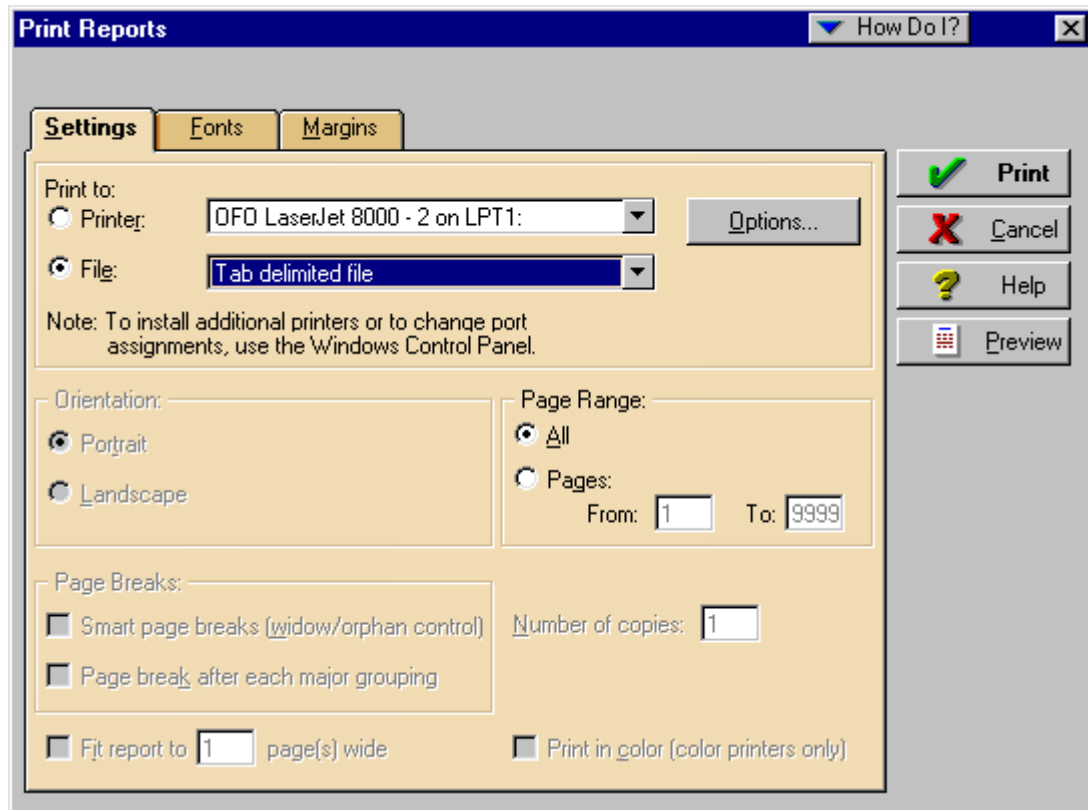 Print Reports
How Do I?
Settings
Fonts
Margins
Print to:
Printer:
OFO LaserJet 8000 - 2 on LPT1:
Options...
File:
Tab delimited file
Note: To install additional printers or to change port
assignments, use the Windows Control Panel.
Print
Cancel
Help
Preview
Orientation:
Portrait
Landscape
Page Range:
All
Pages:
From: 1 To: 9999
Page Breaks:
Smart page breaks (widow/orphan control)
Page break after each major grouping
Number of copies: 1
Fit report to 1 page(s) wide
Print in color (color printers only)